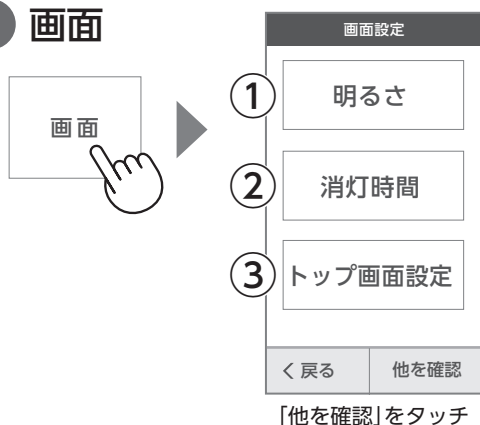 画面
画面
画面設定
① 明るさ
② 消灯時間
③ トップ画面設定
く 戻る
他を確認
「他を確認」をタッチ